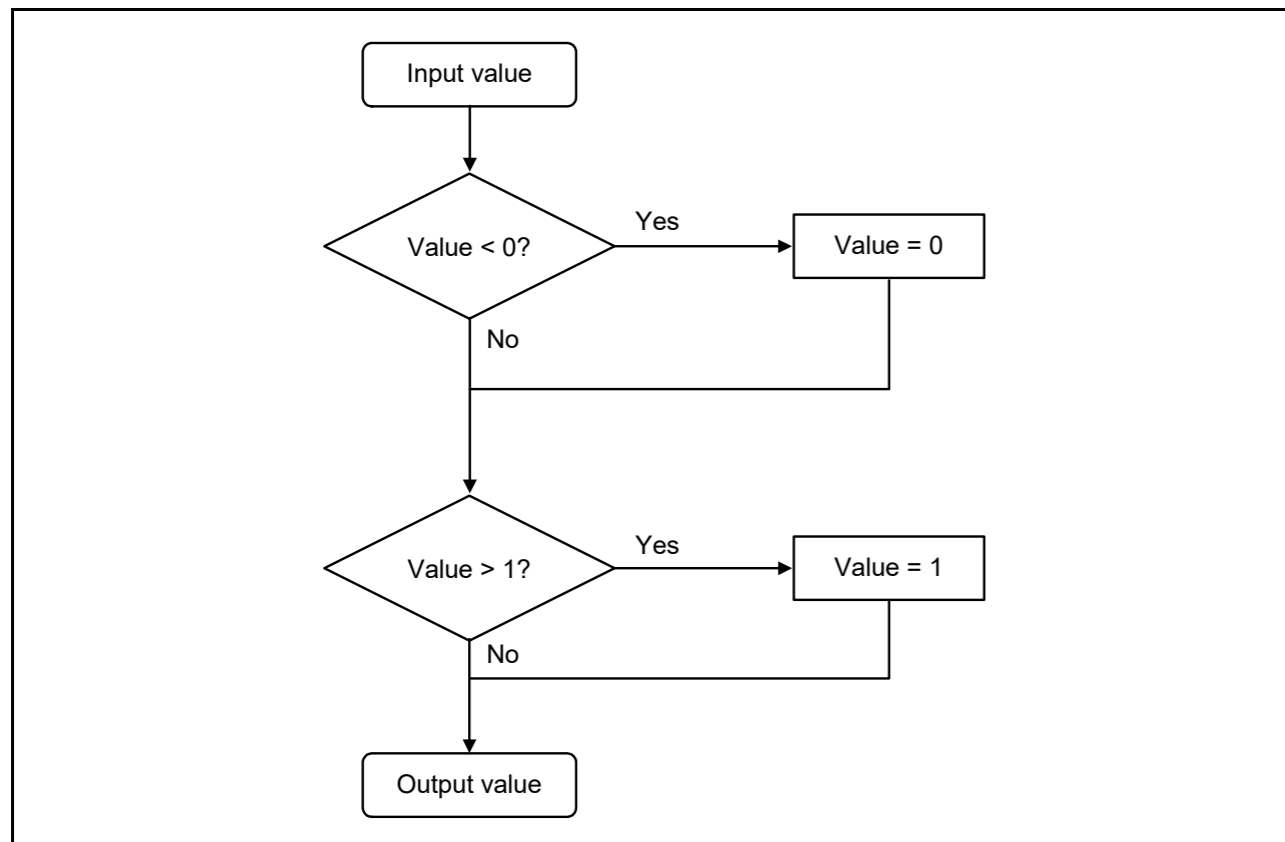 Input value
Value < 0?
Yes
Value = 0
No
Value > 1?
Yes
Value = 1
No
Output value